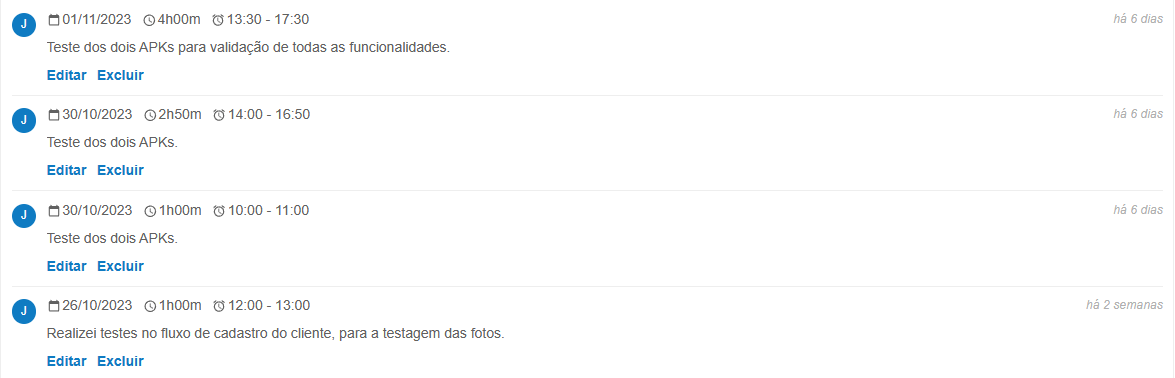 J 01/11/2023 4h00m 13:30 - 17:30 há 6 dias
Teste dos dois APKs para validação de todas as funcionalidades.
Editar Excluir
J 30/10/2023 2h50m 14:00 - 16:50 há 6 dias
Teste dos dois APKs.
Editar Excluir
J 30/10/2023 1h00m 10:00 - 11:00 há 6 dias
Teste dos dois APKs.
Editar Excluir
J 26/10/2023 1h00m 12:00 - 13:00 há 2 semanas
Realizei testes no fluxo de cadastro do cliente, para a testagem das fotos.
Editar Excluir